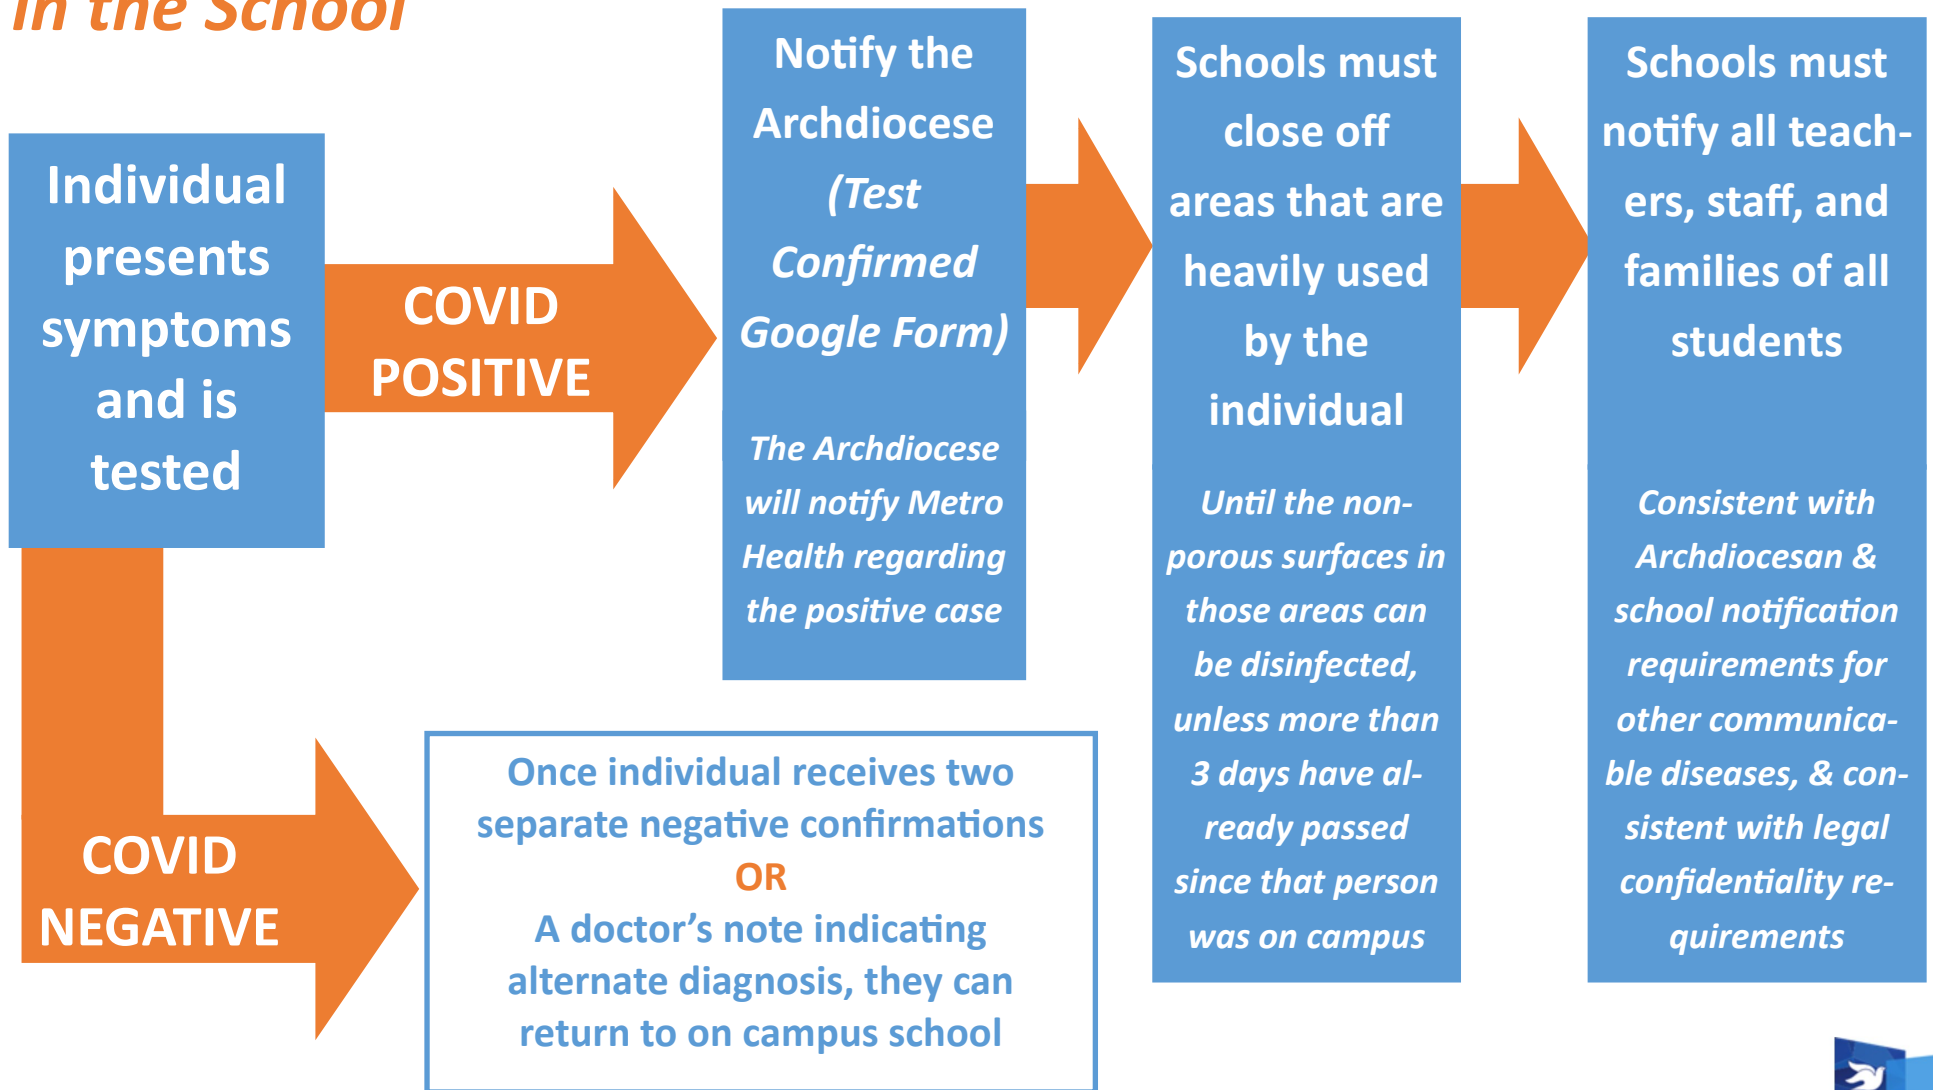 in the School
Individual
presents
symptoms
and is
tested
COVID
POSITIVE
Notify the
Archdiocese
(Test
Confirmed
Google Form)
The Archdiocese
will notify Metro
Health regarding
the positive case
Schools must
close off
areas that are
heavily used
by the
individual
Until the non-
porous surfaces in
those areas can
be disinfected,
unless more than
3 days have al-
ready passed
since that person
was on campus
Schools must
notify all teach-
ers, staff, and
families of all
students
Consistent with
Archdiocesan &
school notification
requirements for
other communica-
ble diseases, & con-
sistent with legal
confidentiality re-
quirements
COVID
NEGATIVE
Once individual receives two
separate negative confirmations
OR
A doctor’s note indicating
alternate diagnosis, they can
return to on campus school